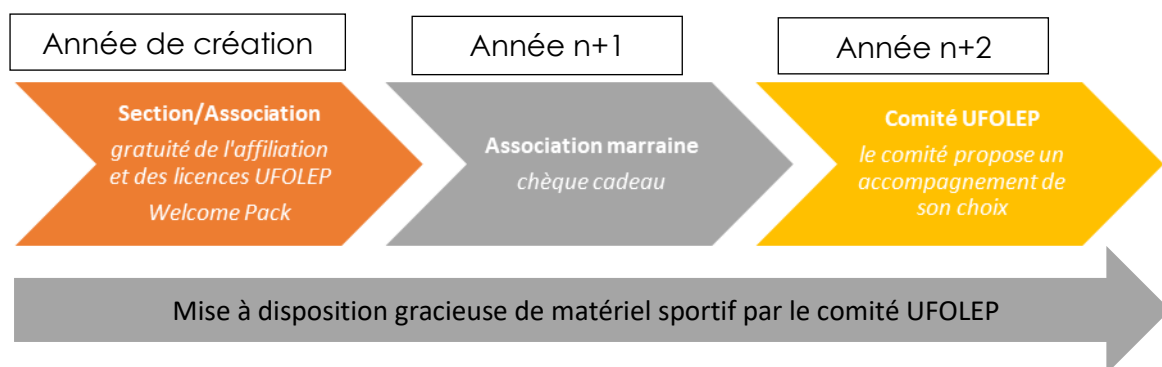 Année de création
Année n+1
Année n+2
Section/Association
gratuité de l'affiliation
et des licences UFOLEP
Welcome Pack
Association marraine
chèque cadeau
Comité UFOLEP
le comité propose un
accompagnement de
son choix
Mise à disposition gracieuse de matériel sportif par le comité UFOLEP